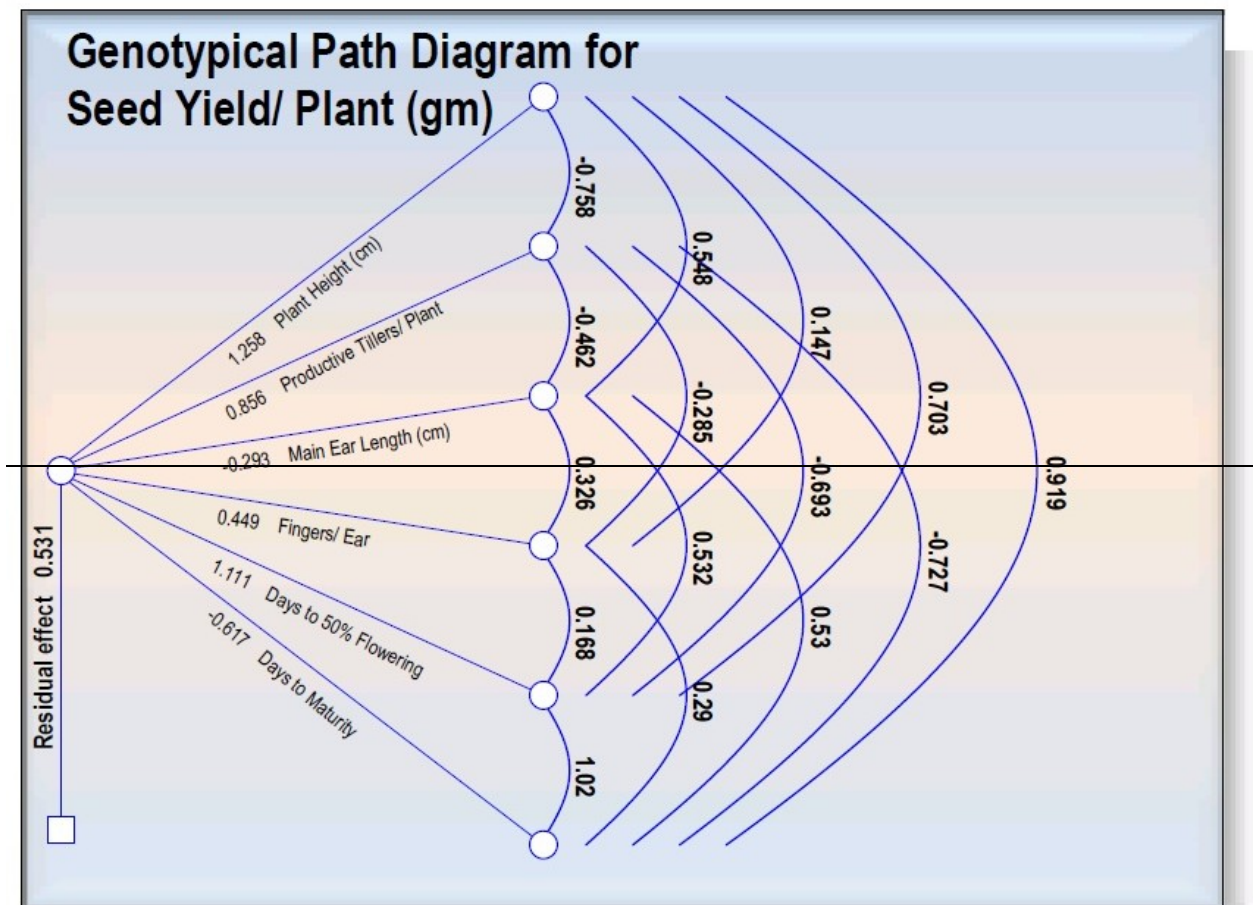 Genotypical Path Diagram for
Seed Yield/ Plant (gm)
1.258 Plant Height (cm)
0.856 Productive Tillers/ Plant
-0.293 Main Ear Length (cm)
0.449 Fingers/ Ear
1.111 Days to 50% Flowering
-0.617 Days to Maturity
Residual effect 0.531
-0.758
-0.462
0.326
0.168
1.02
0.548
-0.285
0.532
0.29
0.147
-0.693
0.53
0.703
-0.727
0.919